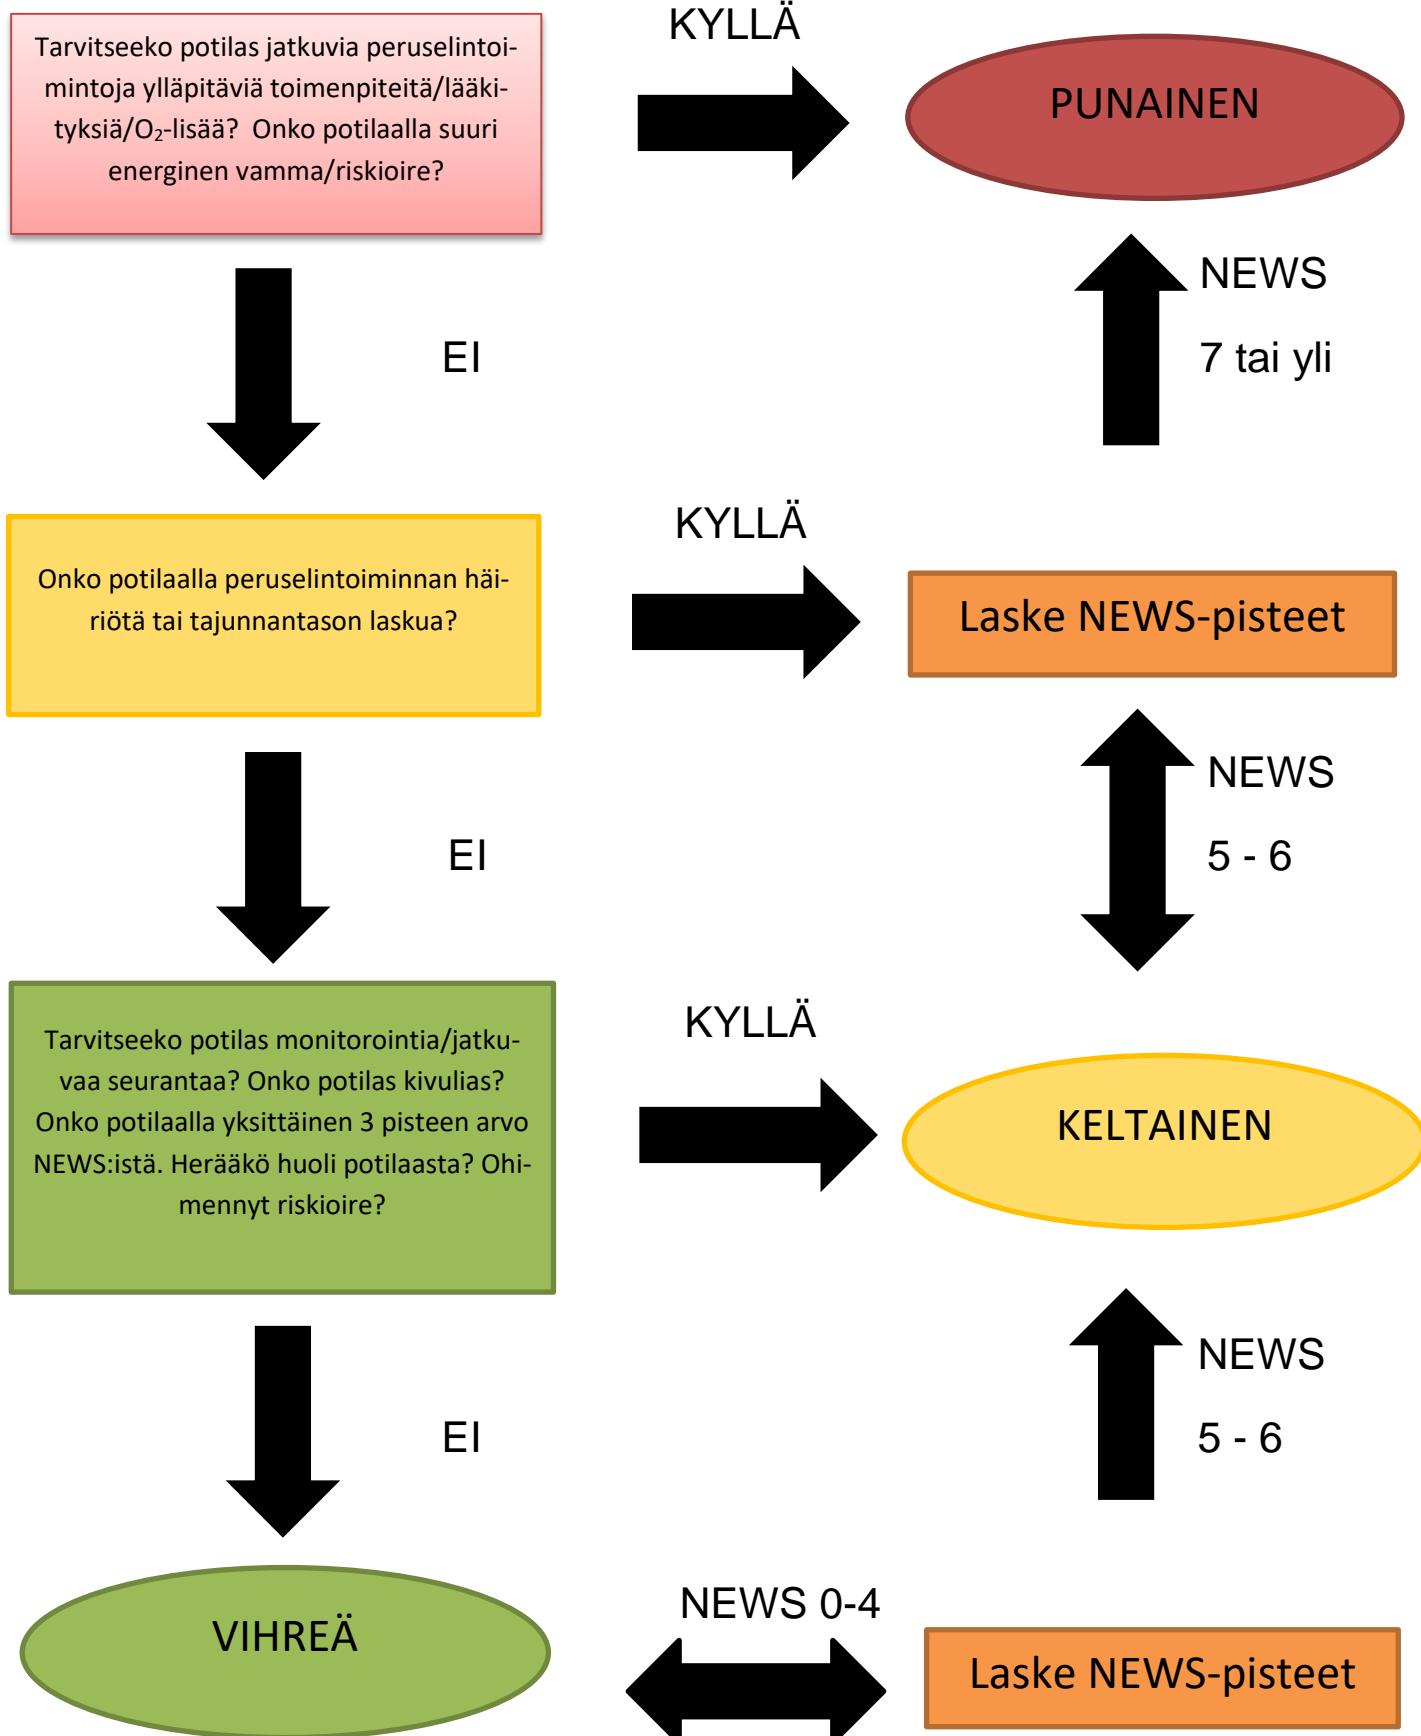 Tarvitseeko potilas jatkuvia peruselintoi-
mintoja ylläpitäviä toimenpiteitä/lääki-
tyksiä/O₂-lisää?  Onko potilaalla suuri
energinen vamma/riskioire?
KYLLÄ
PUNAINEN
EI
NEWS
7 tai yli
Onko potilaalla peruselintoiminnan häi-
riötä tai tajunnantason laskua?
KYLLÄ
Laske NEWS-pisteet
EI
NEWS
5 - 6
Tarvitseeko potilas monitorointia/jatku-
vaa seurantaa? Onko potilas kivulias?
Onko potilaalla yksittäinen 3 pisteen arvo
NEWS:istä. Herääkö huoli potilaasta? Ohi-
mennyt riskioire?
KYLLÄ
KELTAINEN
EI
NEWS
5 - 6
VIHREÄ
NEWS 0-4
Laske NEWS-pisteet